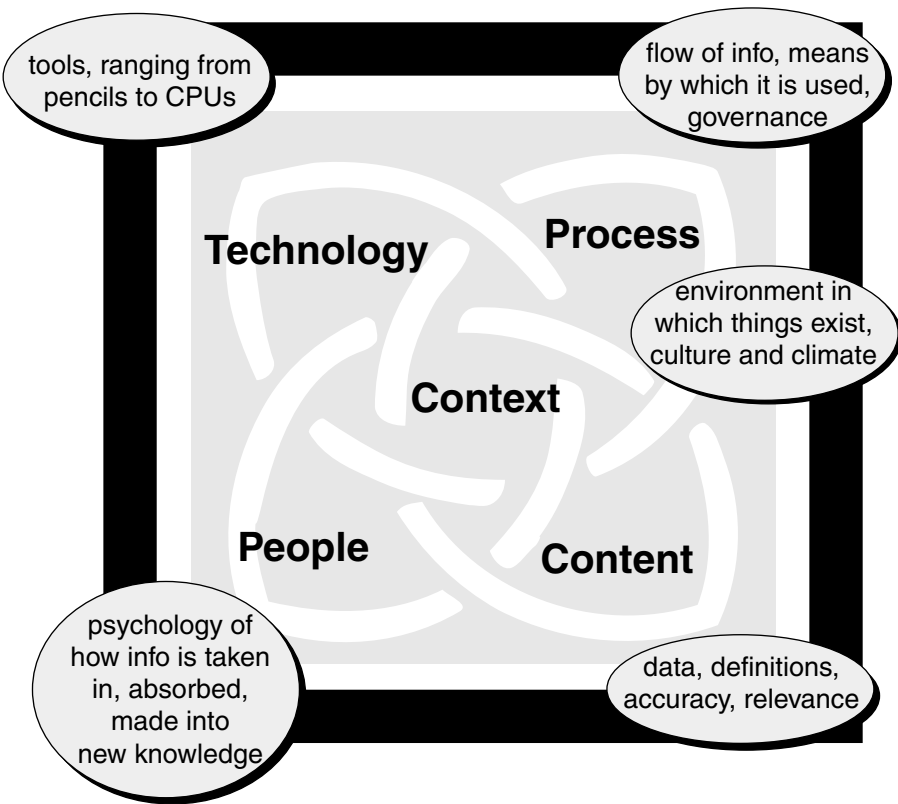 tools, ranging from
pencils to CPUs
flow of info, means
by which it is used,
governance
Technology
Process
environment in
which things exist,
culture and climate
Context
People
Content
psychology of
how info is taken
in, absorbed,
made into
new knowledge
data, definitions,
accuracy, relevance